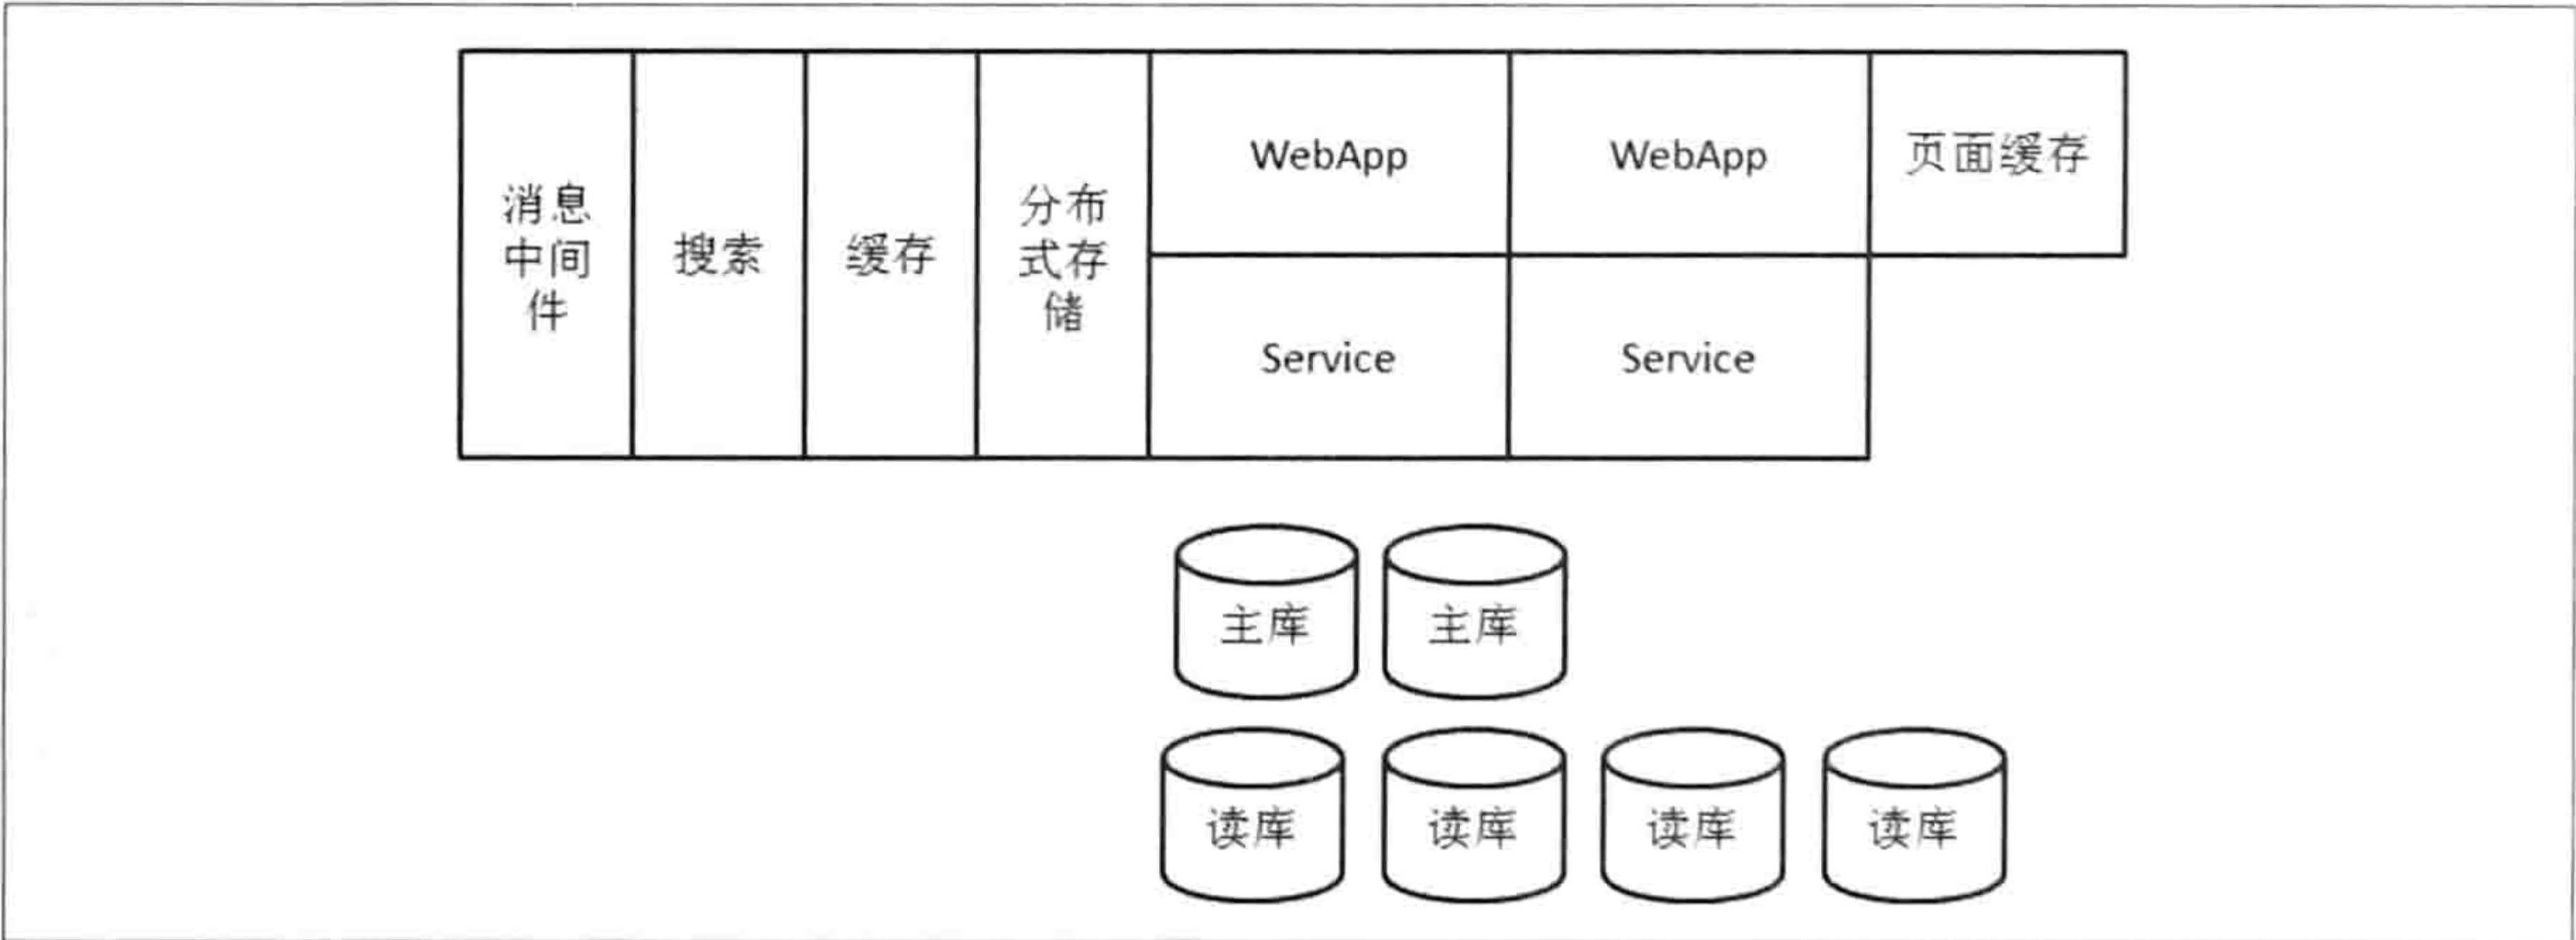 消息
中间
件
搜索
缓存
分布
式存
储
WebApp
WebApp
页面缓存
Service
Service
主库
主库
读库
读库
读库
读库